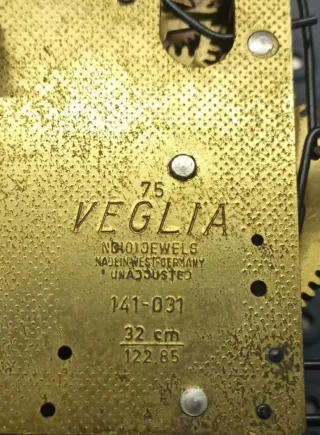 75
VEGLIA
NO(0)JEWELS
MADE IN WEST-GERMANY
UNADJUSTED
141-031
32 cm
122.85